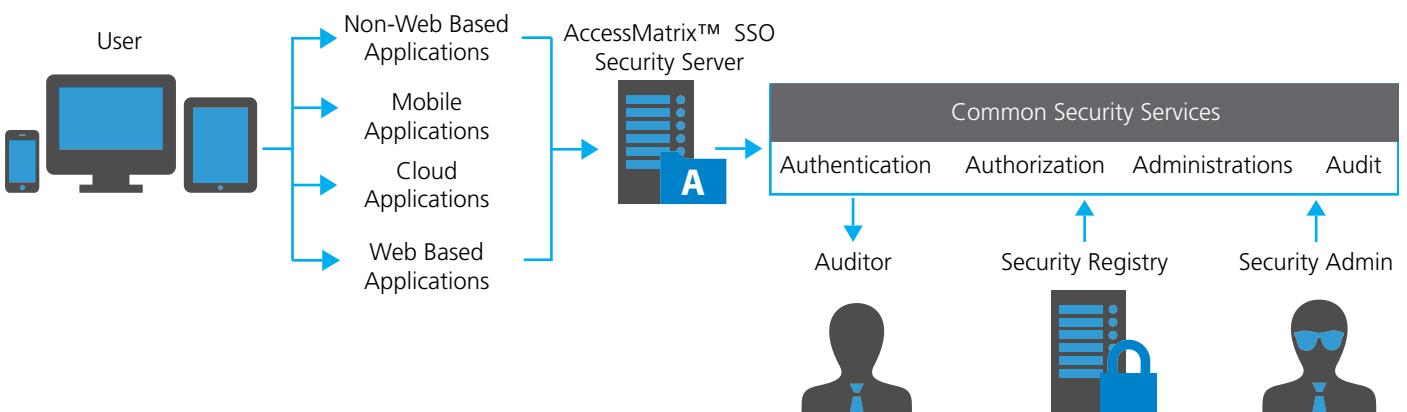 User
Non-Web Based
Applications
Mobile
Applications
Cloud
Applications
Web Based
Applications
AccessMatrix™ SSO
Security Server
A
Common Security Services
Authentication Authorization Administrations Audit
Auditor
Security Registry
Security Admin